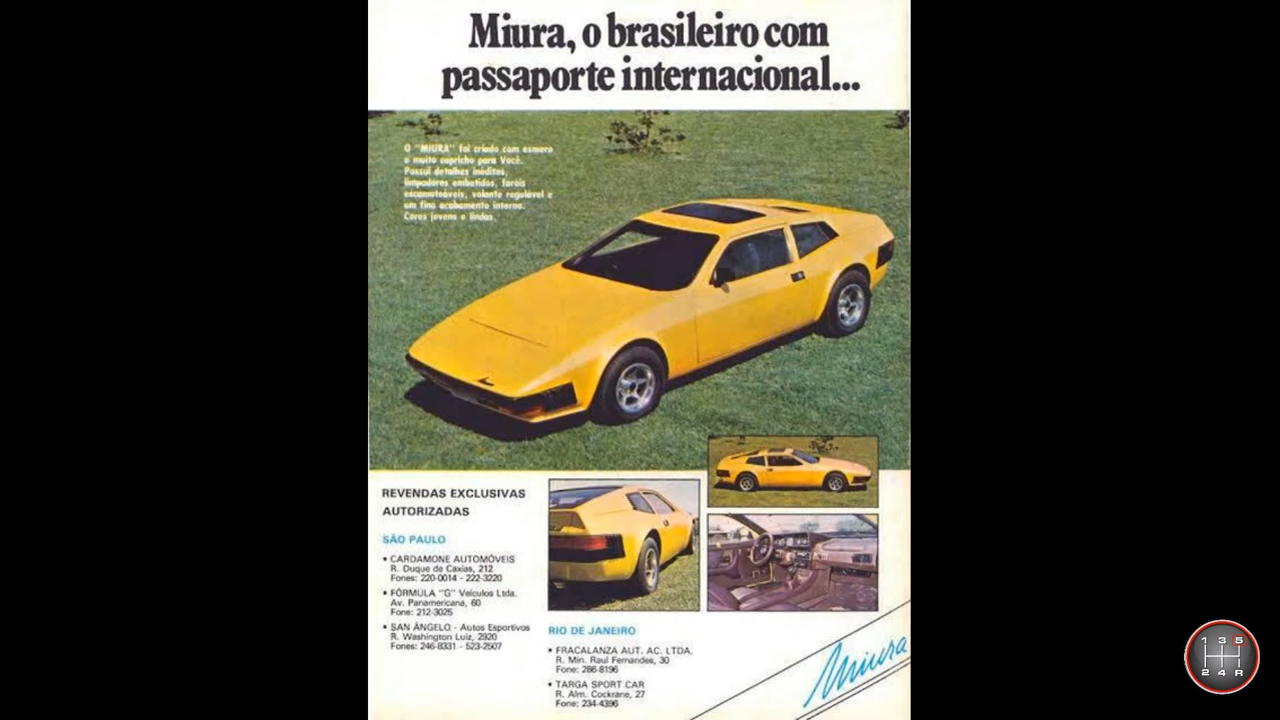 Miura, o brasileiro com
passaporte internacional...
O "MIURA" foi criado com esmero
e muito capricho para Você.
Possui detalhes inéditos,
limpadores embutidos, faróis
escamoteáveis, volante regulável e
um fino acabamento interno.
Cores jovens e lindas.
REVENDAS EXCLUSIVAS
AUTORIZADAS
SÃO PAULO
• CARDAMONE AUTOMÓVEIS
R. Duque de Caxias, 212
Fones: 220-0014 - 222-3220
• FÓRMULA "G" Veículos Ltda.
Av. Panamericana, 60
Fone: 212-3025
• SAN ÂNGELO - Autos Esportivos
R. Washington Luiz, 2920
Fones: 246-8331 - 523-2507
RIO DE JANEIRO
• FRACALANZA AUT. AC. LTDA.
R. Min. Raul Fernandes, 30
Fone: 286-8196
• TARGA SPORT CAR
R. Alm. Cockrane, 27
Fone: 234-4396
Miura
1 3 5
2 4 R